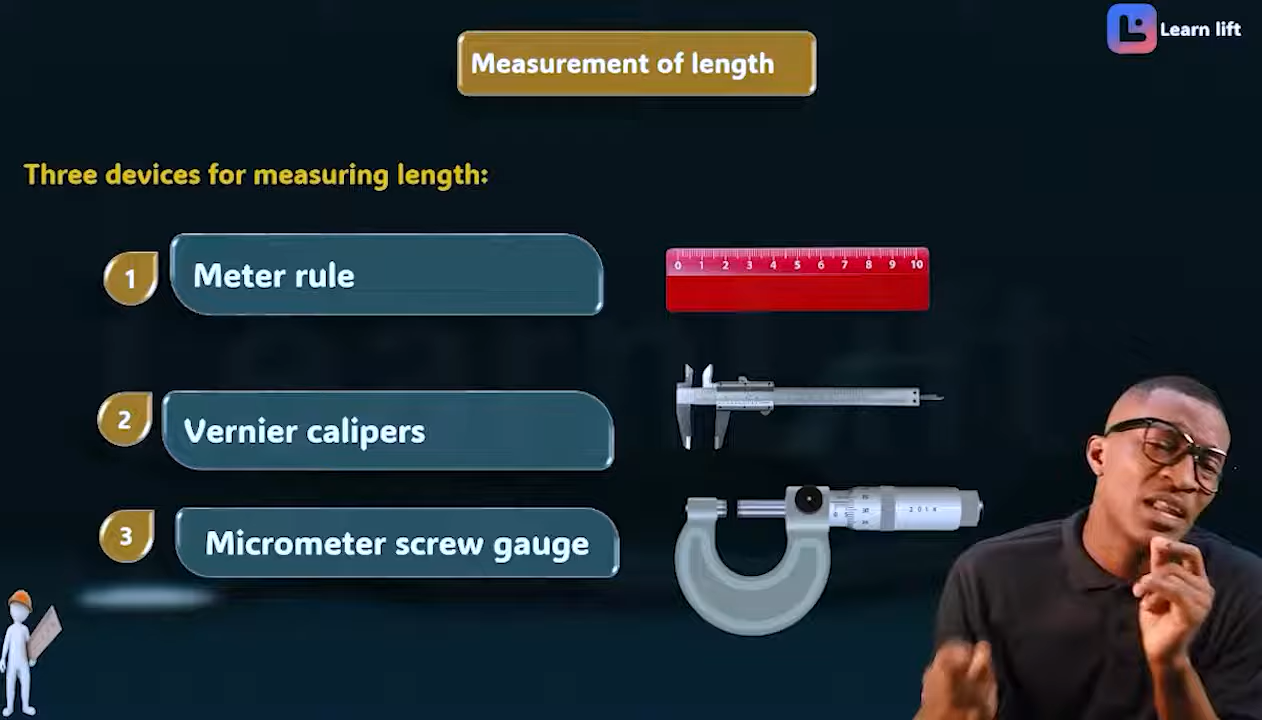 Learn lift
Measurement of length
Three devices for measuring length:
1 Meter rule
0 1 2 3 4 5 6 7 8 9 10
2 Vernier calipers
3 Micrometer screw gauge
2014